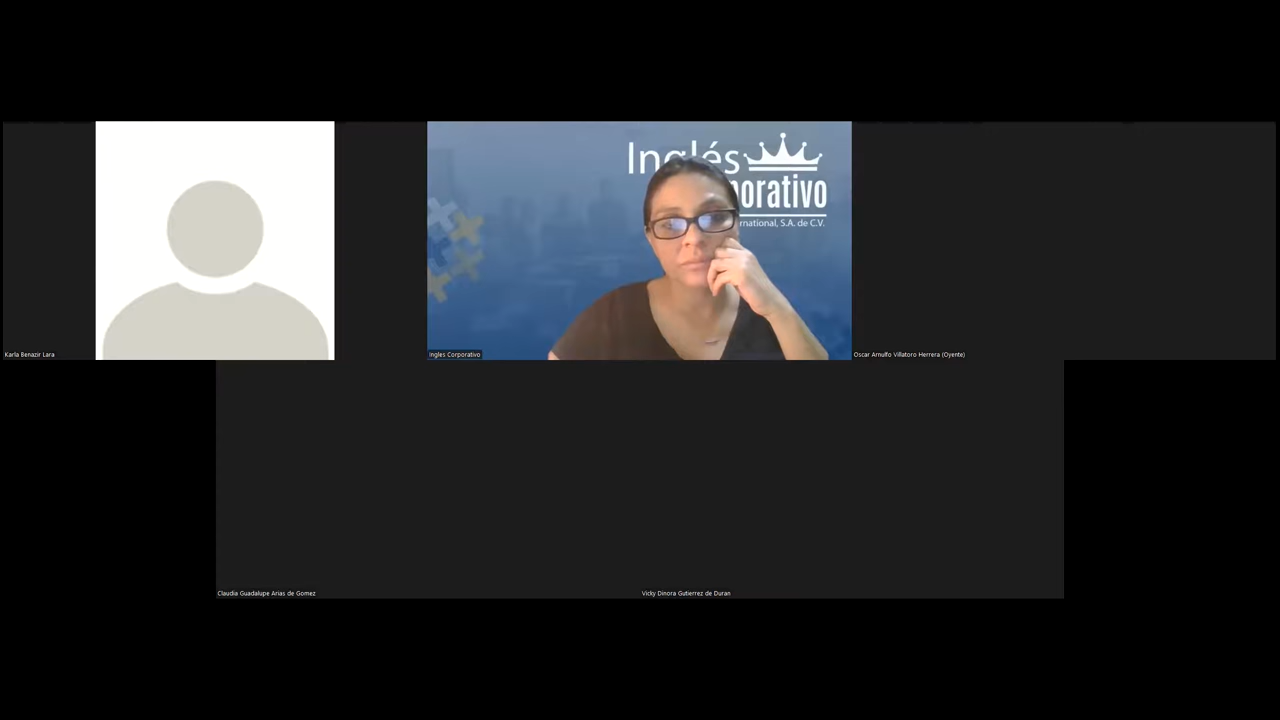 Inglés
orativo
rnational, S.A. de C.V.
Karla Benazir Lara
Ingles Corporativo
Oscar Arnulfo Villatoro Herrera (Oyente)
Claudia Guadalupe Arias de Gomez
Vicky Dinora Gutierrez de Duran